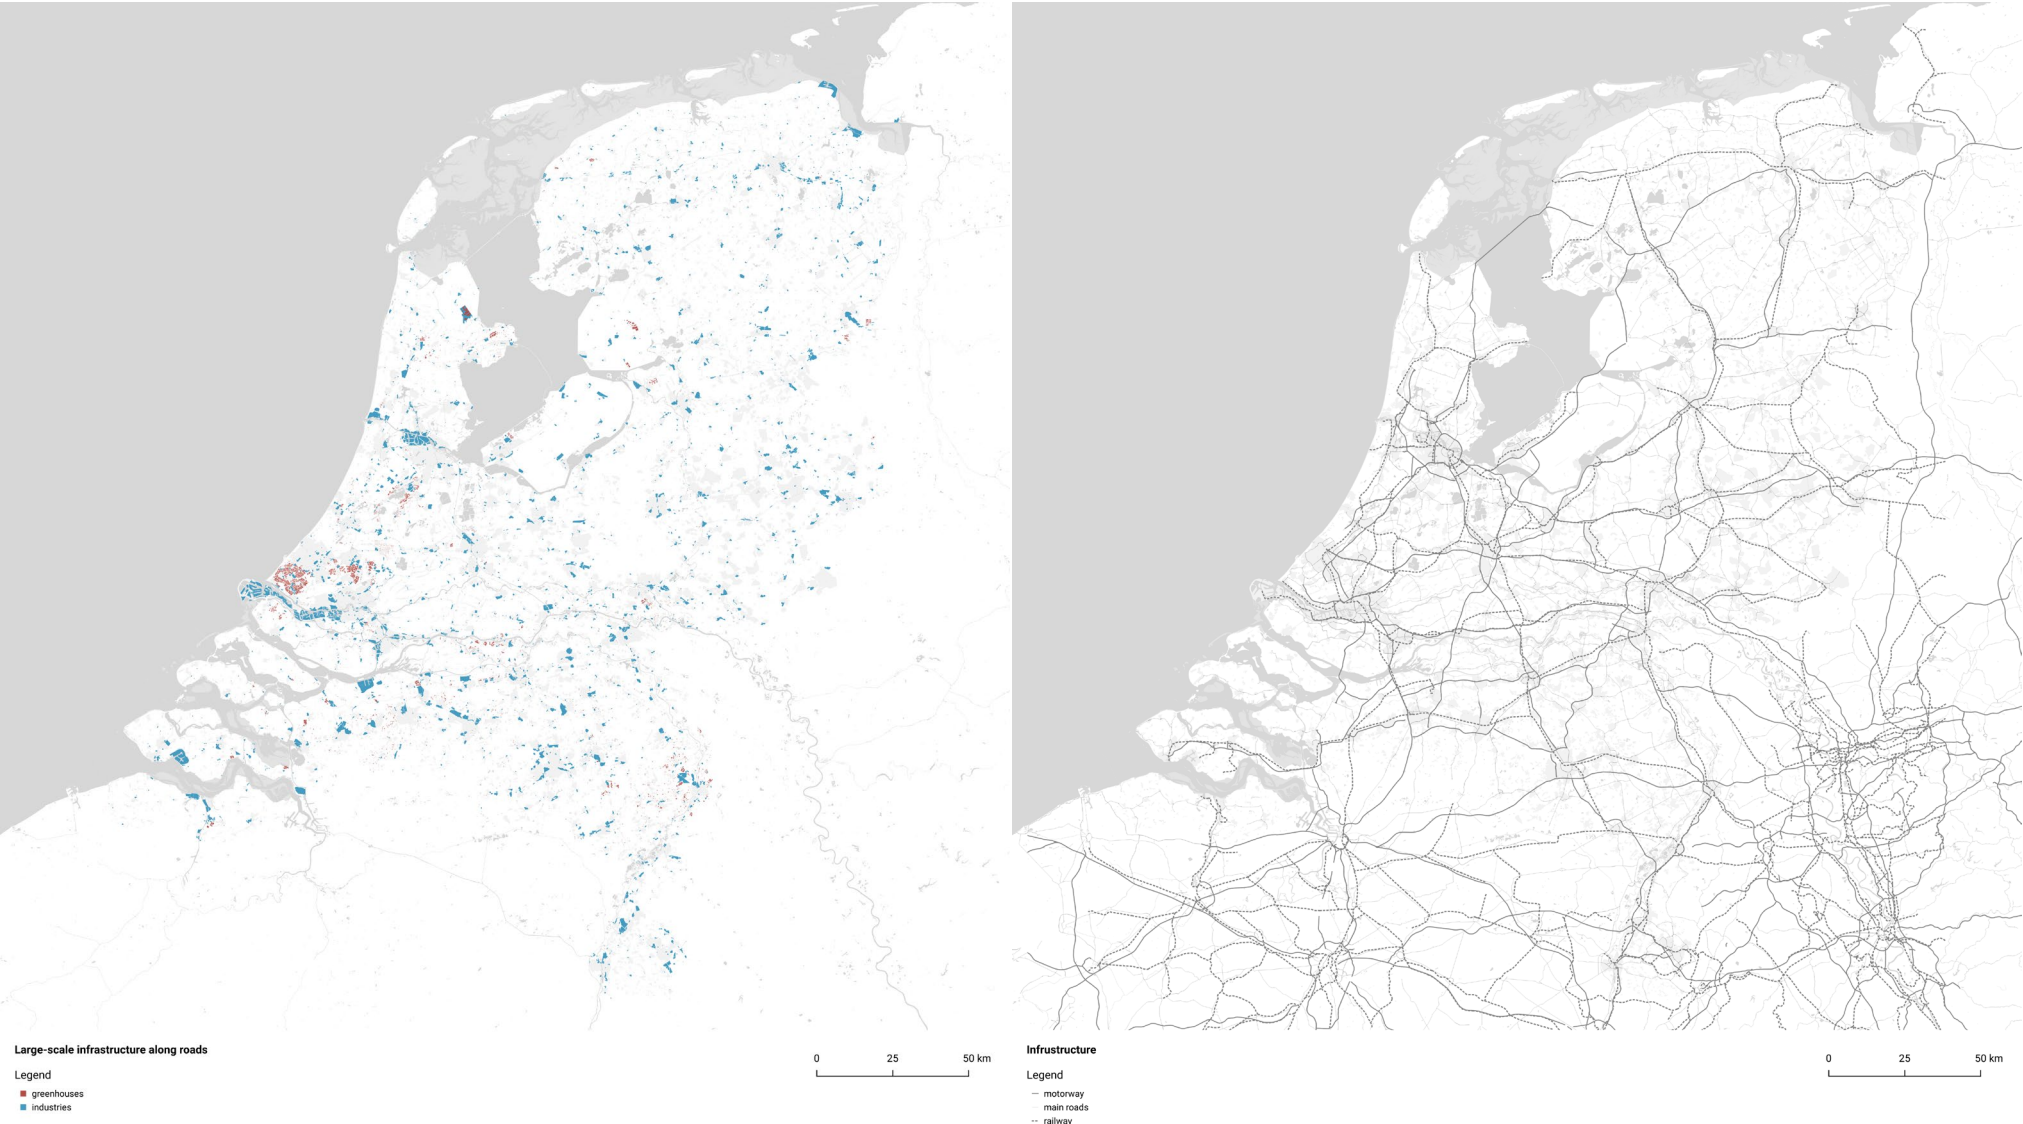 Large-scale infrastructure along roads
Legend
greenhouses
industries
0 25 50 km
Infrustructure
Legend
motorway
main roads
railway
0 25 50 km